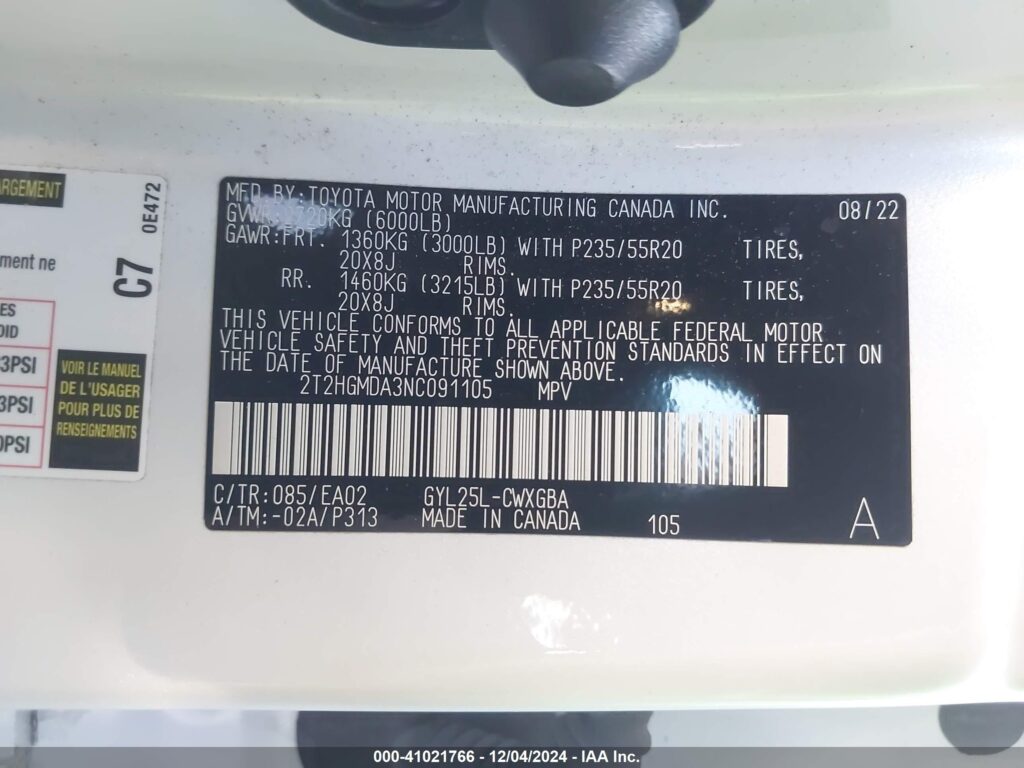 ARGEMENT
ment ne
C7
0E472
ES
OID
3PSI
3PSI
0PSI
VOIR LE MANUEL
DE L'USAGER
POUR PLUS DE
RENSEIGNEMENTS
MFD BY:TOYOTA MOTOR MANUFACTURING CANADA INC. 08/22
GVWR:2720KG (6000LB)
GAWR:FRT. 1360KG (3000LB) WITH P235/55R20 TIRES,
20X8J RIMS.
RR. 1460KG (3215LB) WITH P235/55R20 TIRES,
20X8J RIMS.
THIS VEHICLE CONFORMS TO ALL APPLICABLE FEDERAL MOTOR
VEHICLE SAFETY AND THEFT PREVENTION STANDARDS IN EFFECT ON
THE DATE OF MANUFACTURE SHOWN ABOVE.
2T2HGMDA3NC091105 MPV
C/TR:085/EA02 GYL25L-CWXGBA
A/TM:-02A/P313 MADE IN CANADA 105 A
000-41021766 - 12/04/2024 - IAA Inc.